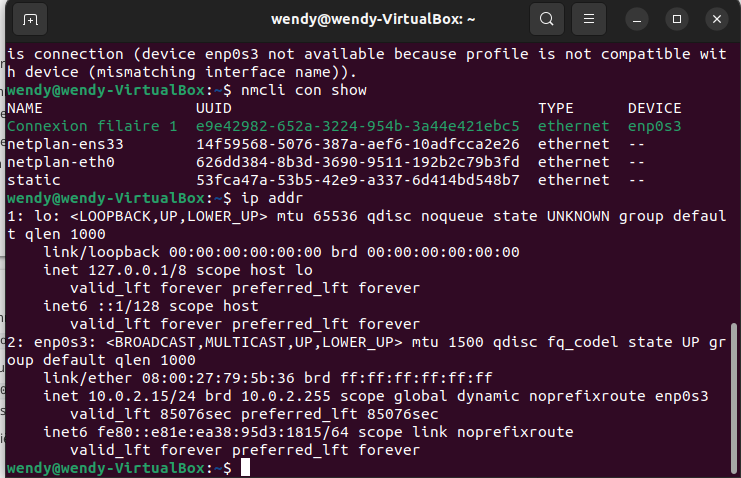 wendy@wendy-VirtualBox: ~
is connection (device enp0s3 not available because profile is not compatible wit
h device (mismatching interface name)).
wendy@wendy-VirtualBox:~$ nmcli con show
NAME                 UUID                                  TYPE      DEVICE
Connexion filaire 1  e9e42982-652a-3224-954b-3a44e421ebc5  ethernet  enp0s3
netplan-ens33        14f59568-5076-387a-aef6-10adfcca2e26  ethernet  --
netplan-eth0         626dd384-8b3d-3690-9511-192b2c79b3fd  ethernet  --
static               53fca47a-53b5-42e9-a337-6d414bd548b7  ethernet  --
wendy@wendy-VirtualBox:~$ ip addr
1: lo: <LOOPBACK,UP,LOWER_UP> mtu 65536 qdisc noqueue state UNKNOWN group defaul
t qlen 1000
    link/loopback 00:00:00:00:00:00 brd 00:00:00:00:00:00
    inet 127.0.0.1/8 scope host lo
       valid_lft forever preferred_lft forever
    inet6 ::1/128 scope host
       valid_lft forever preferred_lft forever
2: enp0s3: <BROADCAST,MULTICAST,UP,LOWER_UP> mtu 1500 qdisc fq_codel state UP gr
oup default qlen 1000
    link/ether 08:00:27:79:5b:36 brd ff:ff:ff:ff:ff:ff
    inet 10.0.2.15/24 brd 10.0.2.255 scope global dynamic noprefixroute enp0s3
       valid_lft 85076sec preferred_lft 85076sec
    inet6 fe80::e81e:ea38:95d3:1815/64 scope link noprefixroute
       valid_lft forever preferred_lft forever
wendy@wendy-VirtualBox:~$